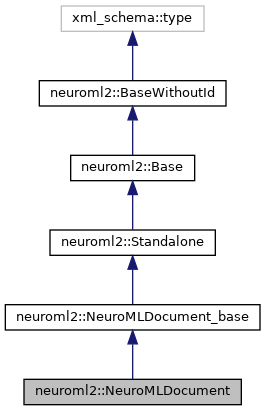 xml_schema::type
neuroml2::BaseWithoutId
neuroml2::Base
neuroml2::Standalone
neuroml2::NeuroMLDocument_base
neuroml2::NeuroMLDocument